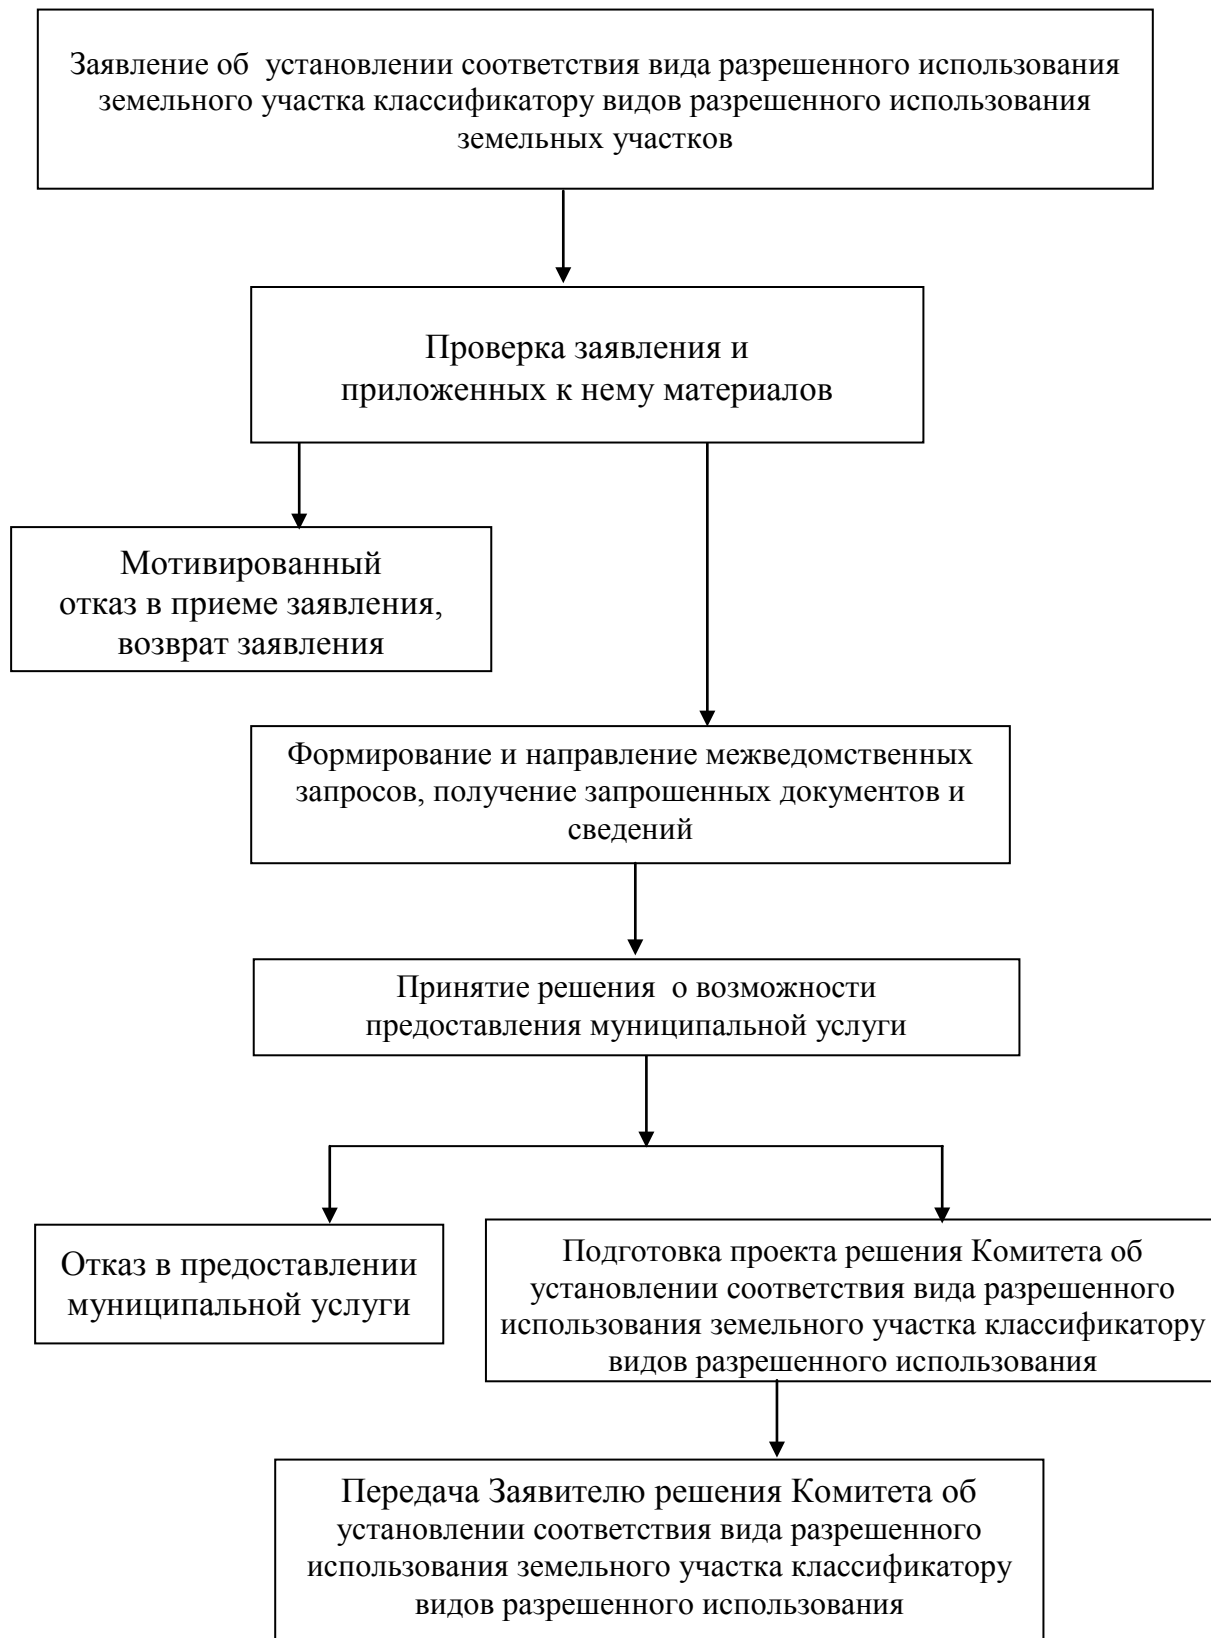 Заявление об  установлении соответствия вида разрешенного использования
земельного участка классификатору видов разрешенного использования
земельных участков
Проверка заявления и
приложенных к нему материалов
Мотивированный
отказ в приеме заявления,
возврат заявления
Формирование и направление межведомственных
запросов, получение запрошенных документов и
сведений
Принятие решения  о возможности
предоставления муниципальной услуги
Отказ в предоставлении
муниципальной услуги
Подготовка проекта решения Комитета об
установлении соответствия вида разрешенного
использования земельного участка классификатору
видов разрешенного использования
Передача Заявителю решения Комитета об
установлении соответствия вида разрешенного
использования земельного участка классификатору
видов разрешенного использования